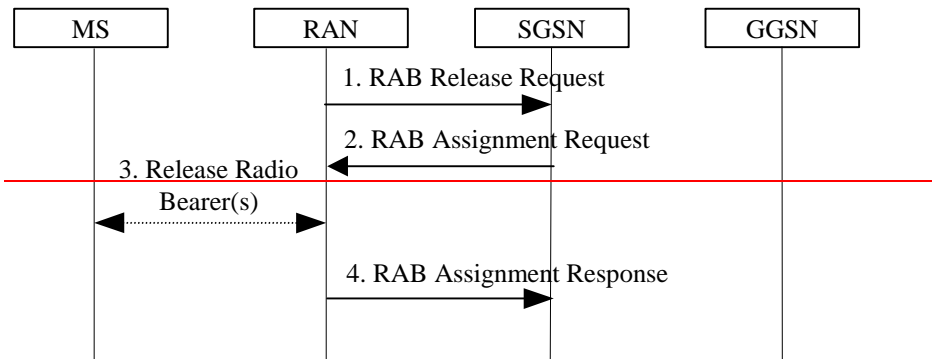 MS
RAN
SGSN
GGSN
1. RAB Release Request
2. RAB Assignment Request
3. Release Radio
Bearer(s)
4. RAB Assignment Response